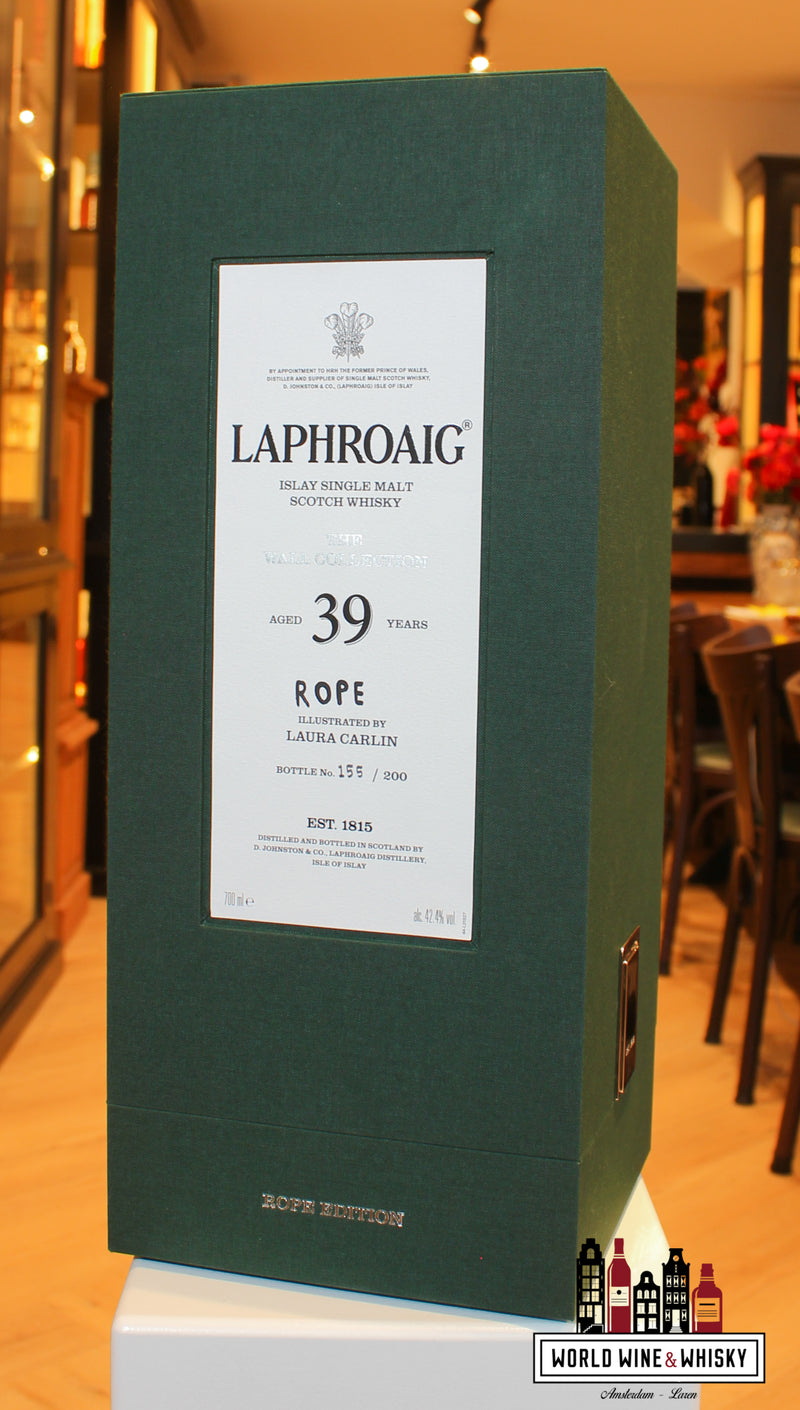 BY APPOINTMENT TO HRH THE FORMER PRINCE OF WALES,
DISTILLER AND SUPPLIER OF SINGLE MALT SCOTCH WHISKY,
D. JOHNSTON & CO., (LAPHROAIG) ISLE OF ISLAY
LAPHROAIG®
ISLAY SINGLE MALT
SCOTCH WHISKY
THE
WALL COLLECTION
AGED 39 YEARS
ROPE
ILLUSTRATED BY
LAURA CARLIN
BOTTLE No. 155 / 200
EST. 1815
DISTILLED AND BOTTLED IN SCOTLAND BY
D. JOHNSTON & CO., LAPHROAIG DISTILLERY,
ISLE OF ISLAY
700 ml ℮
alc. 42.4% vol.
ROPE EDITION
WORLD WINE & WHISKY
Amsterdam - Laren